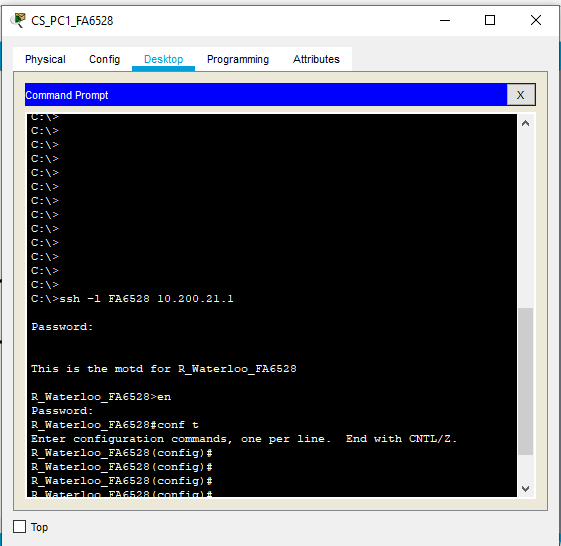 CS_PC1_FA6528
Physical Config Desktop Programming Attributes
Command Prompt X
C:\>
C:\>
C:\>
C:\>
C:\>
C:\>
C:\>
C:\>
C:\>
C:\>
C:\>
C:\>
C:\>
C:\>ssh -l FA6528 10.200.21.1
Password:
This is the motd for R_Waterloo_FA6528
R_Waterloo_FA6528>en
Password:
R_Waterloo_FA6528#conf t
Enter configuration commands, one per line.  End with CNTL/Z.
R_Waterloo_FA6528(config)#
R_Waterloo_FA6528(config)#
R_Waterloo_FA6528(config)#
R_Waterloo_FA6528(config)#
Top